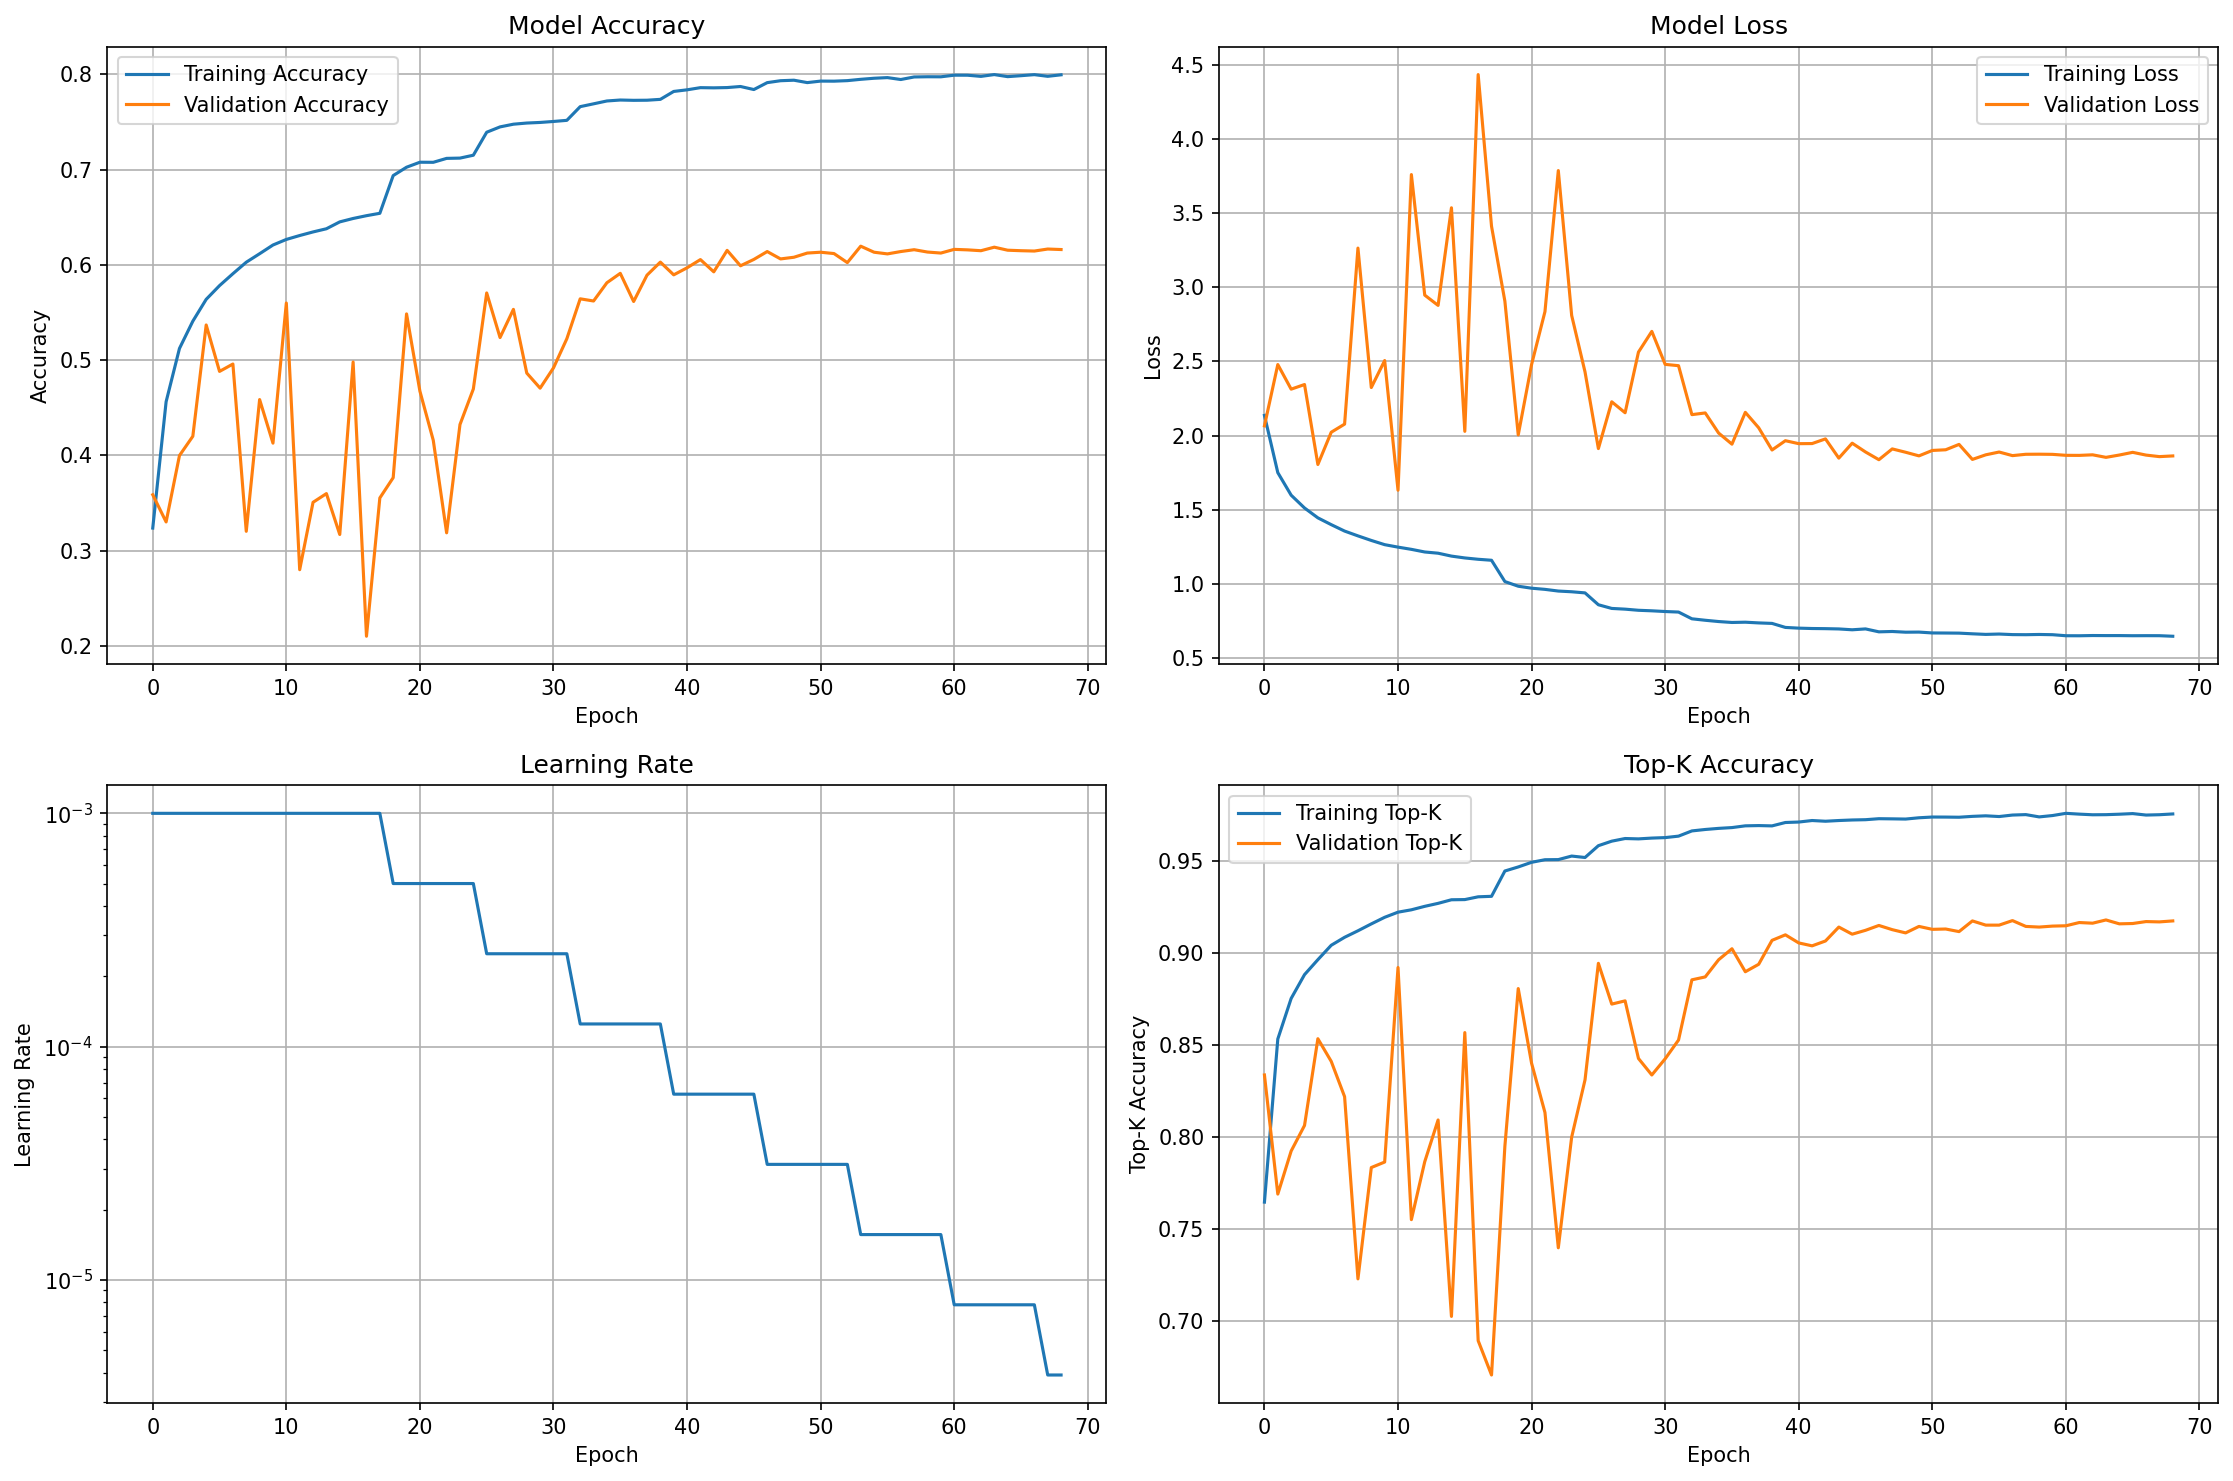 Model Accuracy
Training Accuracy
Validation Accuracy
Accuracy
0.8
0.7
0.6
0.5
0.4
0.3
0.2
0 10 20 30 40 50 60 70
Epoch
Model Loss
Training Loss
Validation Loss
Loss
4.5
4.0
3.5
3.0
2.5
2.0
1.5
1.0
0.5
0 10 20 30 40 50 60 70
Epoch
Learning Rate
Learning Rate
10⁻³
10⁻⁴
10⁻⁵
0 10 20 30 40 50 60 70
Epoch
Top-K Accuracy
Training Top-K
Validation Top-K
Top-K Accuracy
0.95
0.90
0.85
0.80
0.75
0.70
0 10 20 30 40 50 60 70
Epoch